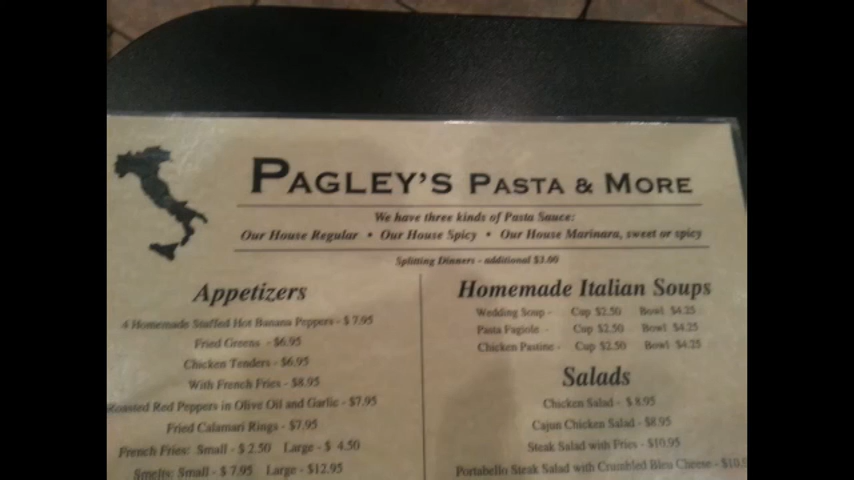 PAGLEY'S PASTA & MORE
We have three kinds of Pasta Sauce:
Our House Regular • Our House Spicy • Our House Marinara, sweet or spicy
Splitting Dinners - additional $3.00
Appetizers
4 Homemade Stuffed Hot Banana Peppers - $7.95
Fried Greens - $6.95
Chicken Tenders - $6.95
With French Fries - $8.95
Roasted Red Peppers in Olive Oil and Garlic - $7.95
Fried Calamari Rings - $7.95
French Fries: Small - $2.50 Large - $ 4.50
Smelts: Small - $7.95 Large - $12.95
Homemade Italian Soups
Wedding Soup - Cup $2.50 Bowl $4.25
Pasta Fagiole - Cup $2.50 Bowl $4.25
Chicken Pastine - Cup $2.50 Bowl $4.25
Salads
Chicken Salad - $8.95
Cajun Chicken Salad - $8.95
Steak Salad with Fries - $10.95
Portabello Steak Salad with Crumbled Bleu Cheese -